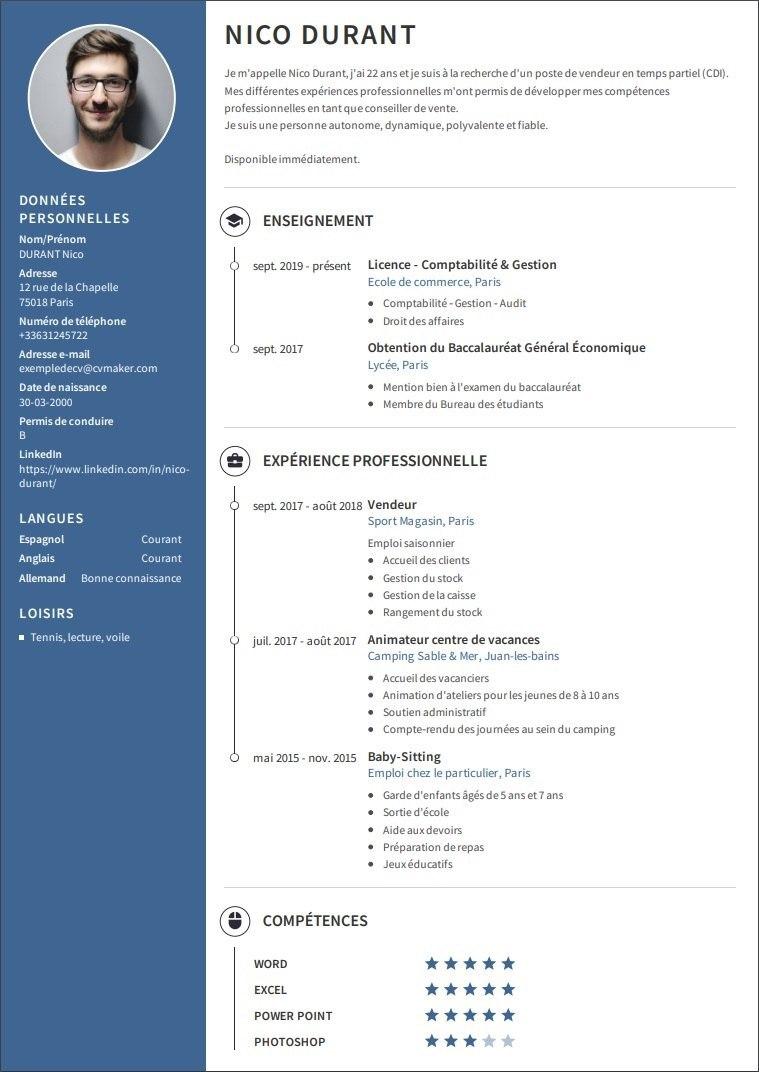 NICO DURANT
Je m'appelle Nico Durant, j'ai 22 ans et je suis à la recherche d'un poste de vendeur en temps partiel (CDI).
Mes différentes expériences professionnelles m'ont permis de développer mes compétences
professionnelles en tant que conseiller de vente.
Je suis une personne autonome, dynamique, polyvalente et fiable.
Disponible immédiatement.
DONNÉES
PERSONNELLES
Nom/Prénom
DURANT Nico
Adresse
12 rue de la Chapelle
75018 Paris
Numéro de téléphone
+33631245722
Adresse e-mail
exempledecv@cvmaker.com
Date de naissance
30-03-2000
Permis de conduire
B
LinkedIn
https://www.linkedin.com/in/nico-
durant/
LANGUES
Espagnol Courant
Anglais Courant
Allemand Bonne connaissance
LOISIRS
Tennis, lecture, voile
ENSEIGNEMENT
sept. 2019 - présent Licence - Comptabilité & Gestion
Ecole de commerce, Paris
• Comptabilité - Gestion - Audit
• Droit des affaires
sept. 2017 Obtention du Baccalauréat Général Économique
Lycée, Paris
• Mention bien à l'examen du baccalauréat
• Membre du Bureau des étudiants
EXPÉRIENCE PROFESSIONNELLE
sept. 2017 - août 2018 Vendeur
Sport Magasin, Paris
Emploi saisonnier
• Accueil des clients
• Gestion du stock
• Gestion de la caisse
• Rangement du stock
juil. 2017 - août 2017 Animateur centre de vacances
Camping Sable & Mer, Juan-les-bains
• Accueil des vacanciers
• Animation d'ateliers pour les jeunes de 8 à 10 ans
• Soutien administratif
• Compte-rendu des journées au sein du camping
mai 2015 - nov. 2015 Baby-Sitting
Emploi chez le particulier, Paris
• Garde d'enfants âgés de 5 ans et 7 ans
• Sortie d'école
• Aide aux devoirs
• Préparation de repas
• Jeux éducatifs
COMPÉTENCES
WORD
EXCEL
POWER POINT
PHOTOSHOP